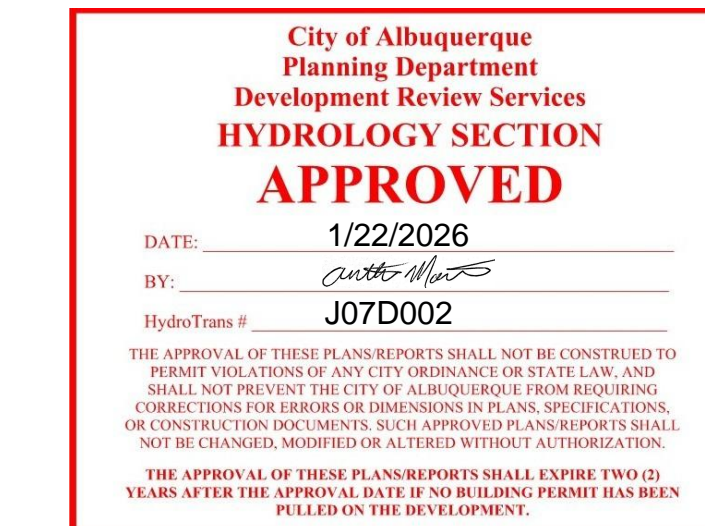 City of Albuquerque
Planning Department
Development Review Services
HYDROLOGY SECTION
APPROVED
DATE: 1/22/2026
BY:
HydroTrans # J07D002
THE APPROVAL OF THESE PLANS/REPORTS SHALL NOT BE CONSTRUED TO
PERMIT VIOLATIONS OF ANY CITY ORDINANCE OR STATE LAW, AND
SHALL NOT PREVENT THE CITY OF ALBUQUERQUE FROM REQUIRING
CORRECTIONS FOR ERRORS OR DIMENSIONS IN PLANS, SPECIFICATIONS,
OR CONSTRUCTION DOCUMENTS. SUCH APPROVED PLANS/REPORTS SHALL
NOT BE CHANGED, MODIFIED OR ALTERED WITHOUT AUTHORIZATION.
THE APPROVAL OF THESE PLANS/REPORTS SHALL EXPIRE TWO (2)
YEARS AFTER THE APPROVAL DATE IF NO BUILDING PERMIT HAS BEEN
PULLED ON THE DEVELOPMENT.